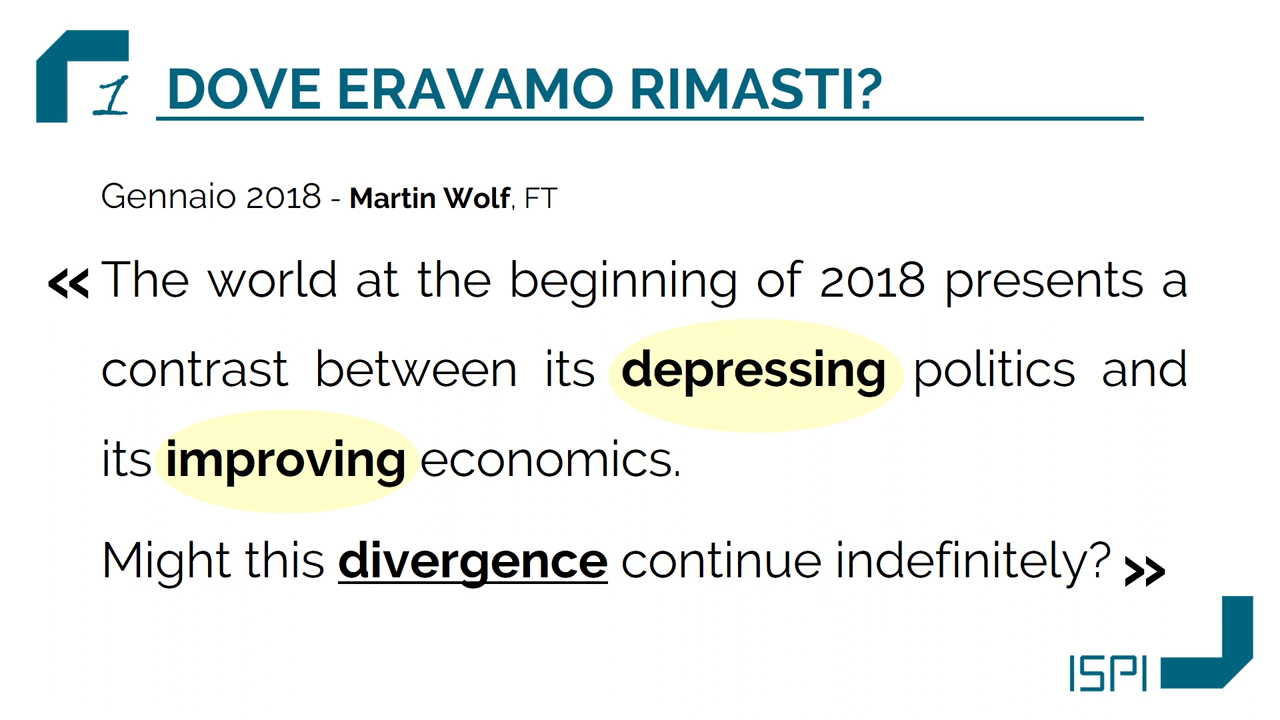 1 DOVE ERAVAMO RIMASTI?
Gennaio 2018 - Martin Wolf, FT
« The world at the beginning of 2018 presents a
contrast between its depressing politics and
its improving economics.
Might this divergence continue indefinitely? »
ISPI